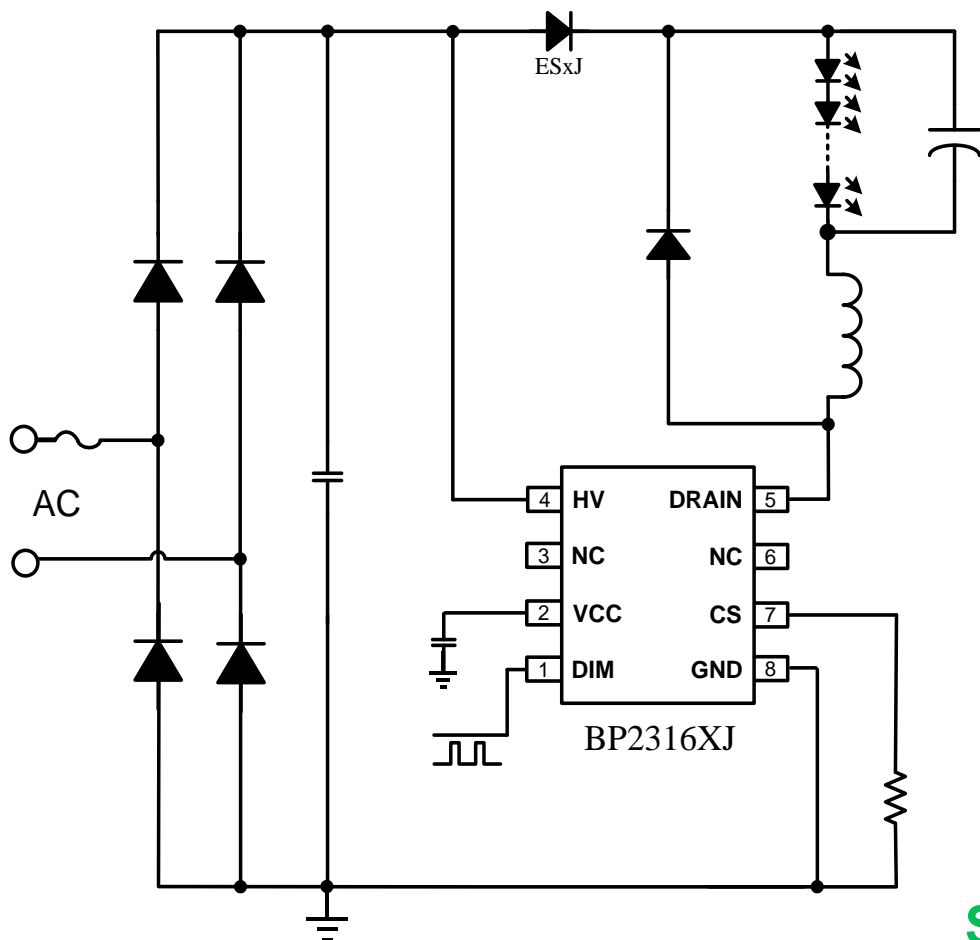 ESxJ
AC
4 HV DRAIN 5
3 NC NC 6
2 VCC CS 7
1 DIM GND 8
BP2316XJ
S